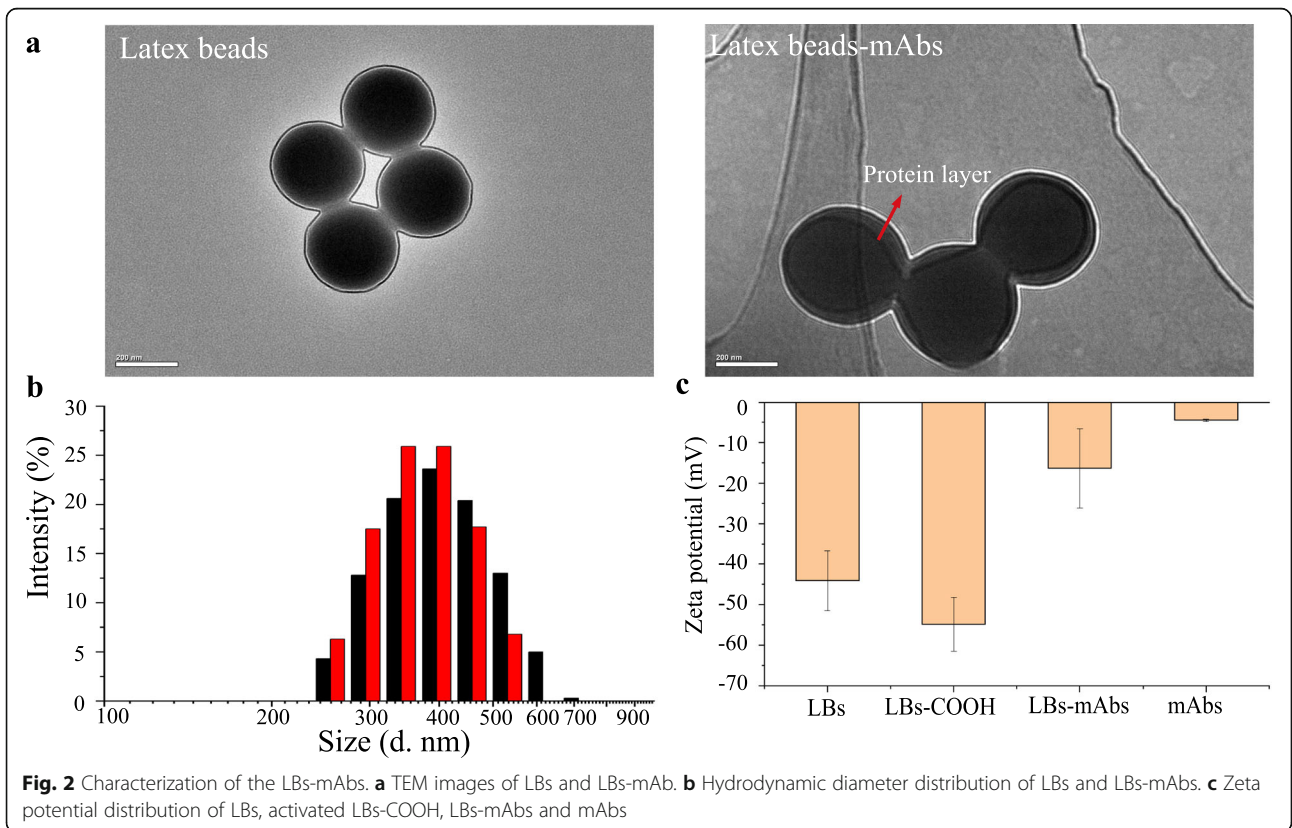 a
Latex beads
200 nm
Latex beads-mAbs
Protein layer
200 nm
b
Intensity (%)
30
25
20
15
10
5
0
100 200 300 400 500 600 700 900
Size (d. nm)
c
Zeta potential (mV)
0
-10
-20
-30
-40
-50
-60
-70
LBs LBs-COOH LBs-mAbs mAbs
Fig. 2 Characterization of the LBs-mAbs. a TEM images of LBs and LBs-mAb. b Hydrodynamic diameter distribution of LBs and LBs-mAbs. c Zeta
potential distribution of LBs, activated LBs-COOH, LBs-mAbs and mAbs